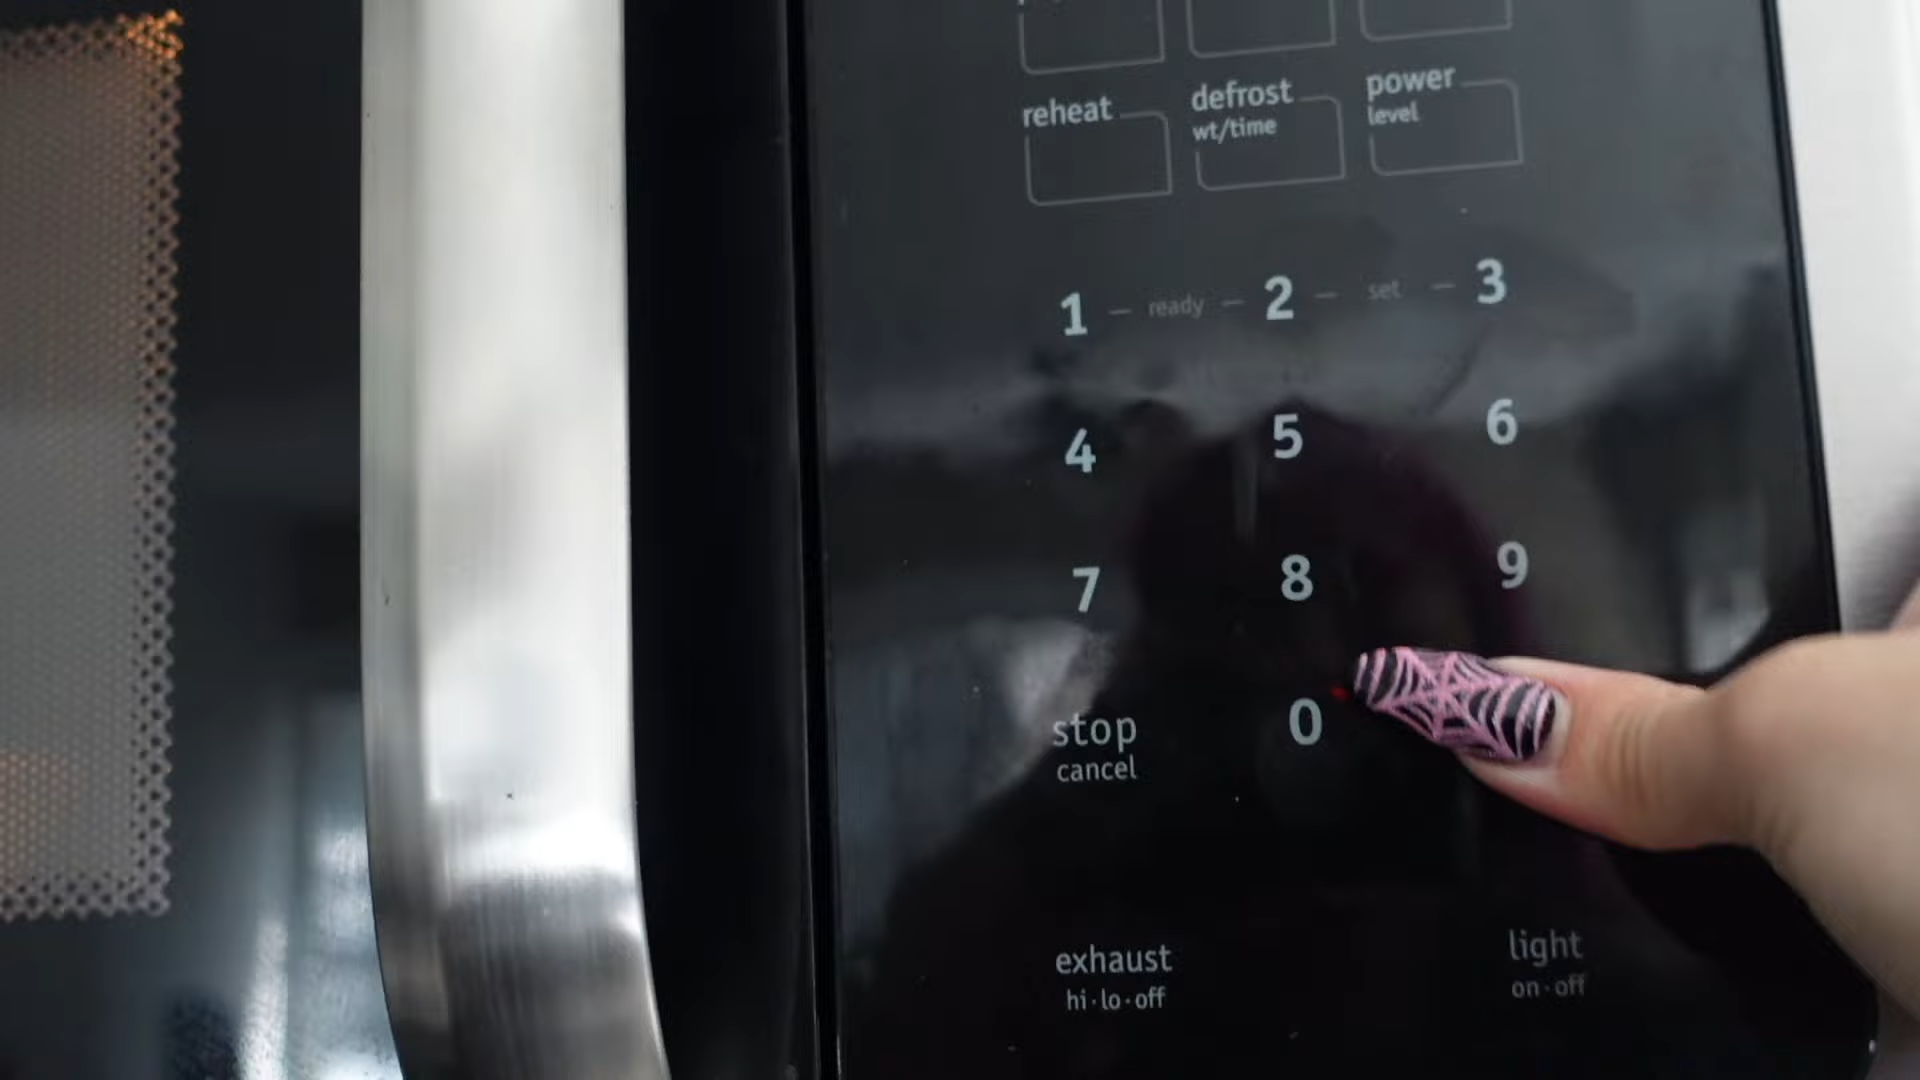 reheat
defrost
wt/time
power
level
1 – ready – 2 – set – 3
4 5 6
7 8 9
stop
cancel
0
exhaust
hi·lo·off
light
on·off